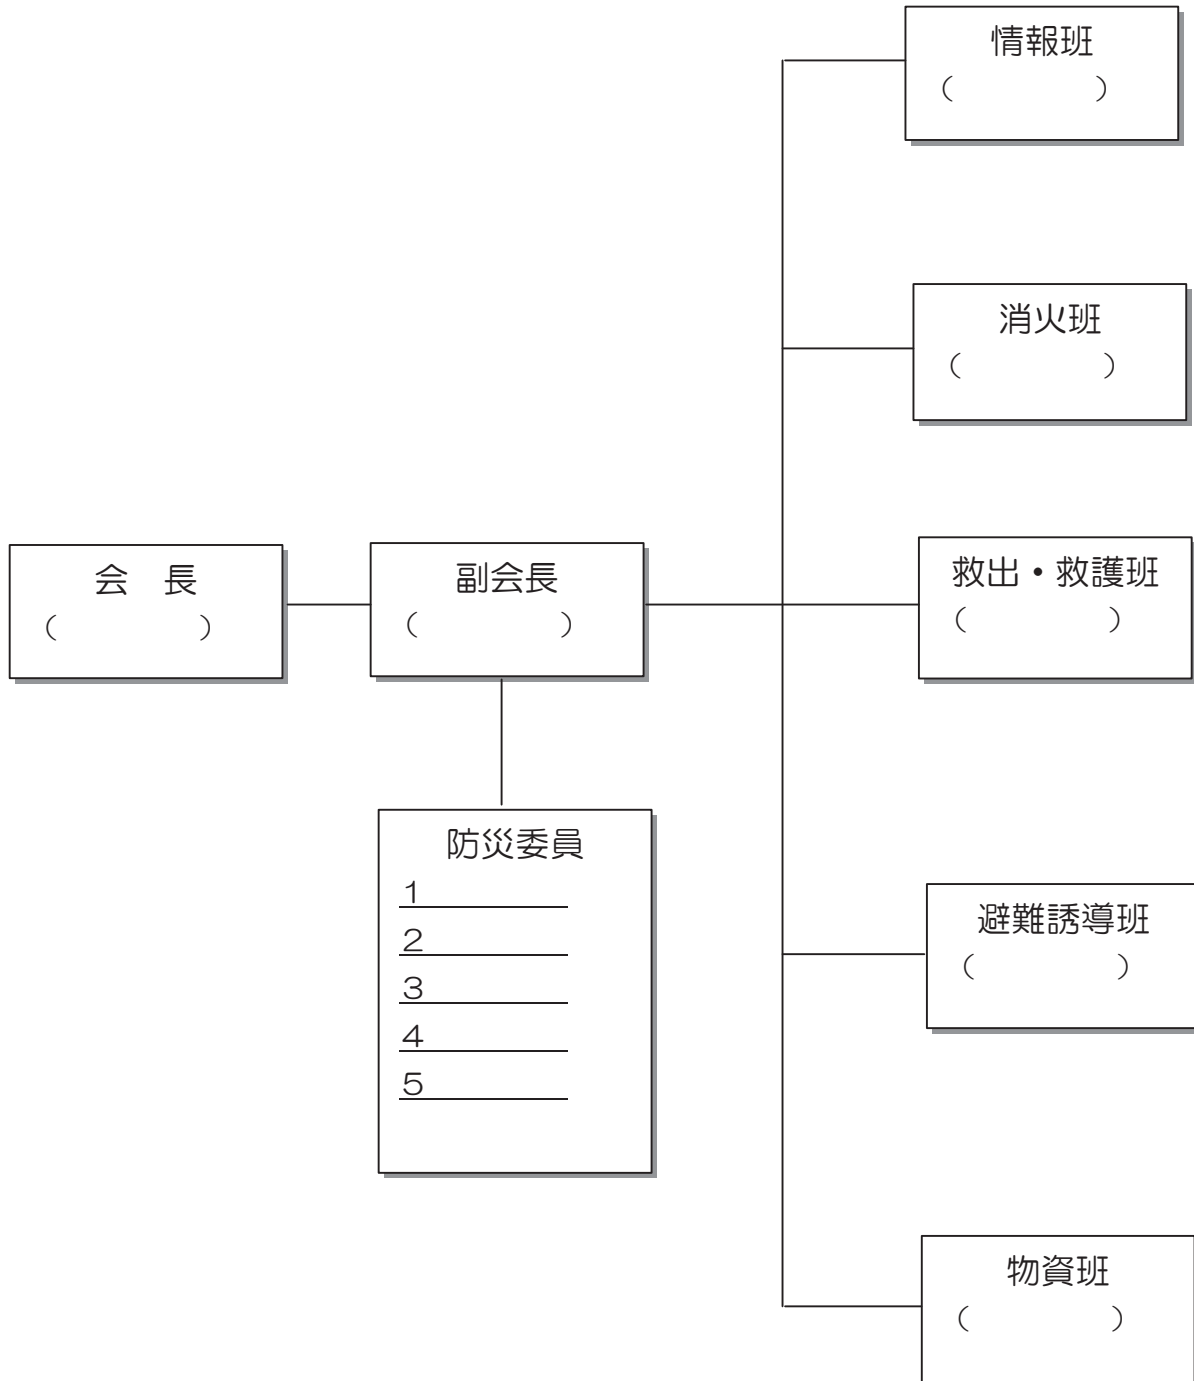 情報班
（　　　　）
消火班
（　　　　）
会　長
（　　　　）
副会長
（　　　　）
救出・救護班
（　　　　）
防災委員
１
２
３
４
５
避難誘導班
（　　　　）
物資班
（　　　　）